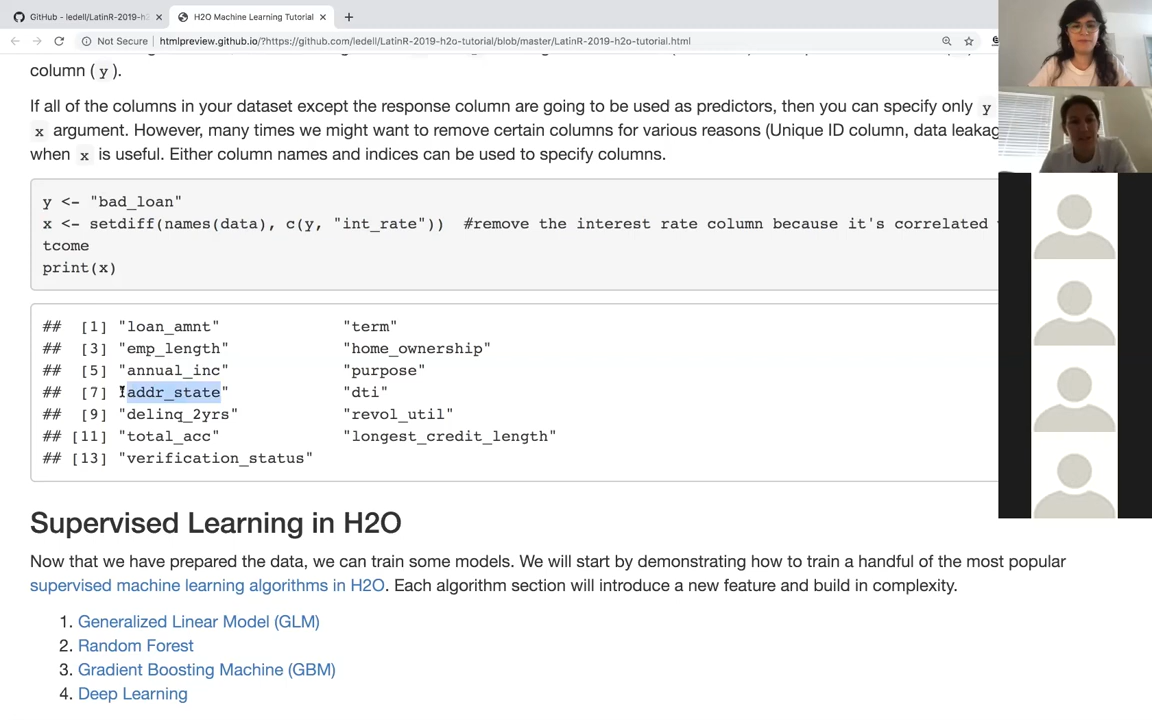 GitHub - ledell/LatinR-2019-h2
H2O Machine Learning Tutorial
Not Secure
htmlpreview.github.io/?https://github.com/ledell/LatinR-2019-h2o-tutorial/blob/master/LatinR-2019-h2o-tutorial.html
column ( y ).
If all of the columns in your dataset except the response column are going to be used as predictors, then you can specify only y
x argument. However, many times we might want to remove certain columns for various reasons (Unique ID column, data leakag
when x is useful. Either column names and indices can be used to specify columns.
y <- "bad_loan"
x <- setdiff(names(data), c(y, "int_rate"))  #remove the interest rate column because it's correlated
tcome
print(x)
##  [1] "loan_amnt"             "term"
##  [3] "emp_length"            "home_ownership"
##  [5] "annual_inc"            "purpose"
##  [7] "addr_state"            "dti"
##  [9] "delinq_2yrs"           "revol_util"
## [11] "total_acc"             "longest_credit_length"
## [13] "verification_status"
Supervised Learning in H2O
Now that we have prepared the data, we can train some models. We will start by demonstrating how to train a handful of the most popular
supervised machine learning algorithms in H2O. Each algorithm section will introduce a new feature and build in complexity.
1. Generalized Linear Model (GLM)
2. Random Forest
3. Gradient Boosting Machine (GBM)
4. Deep Learning